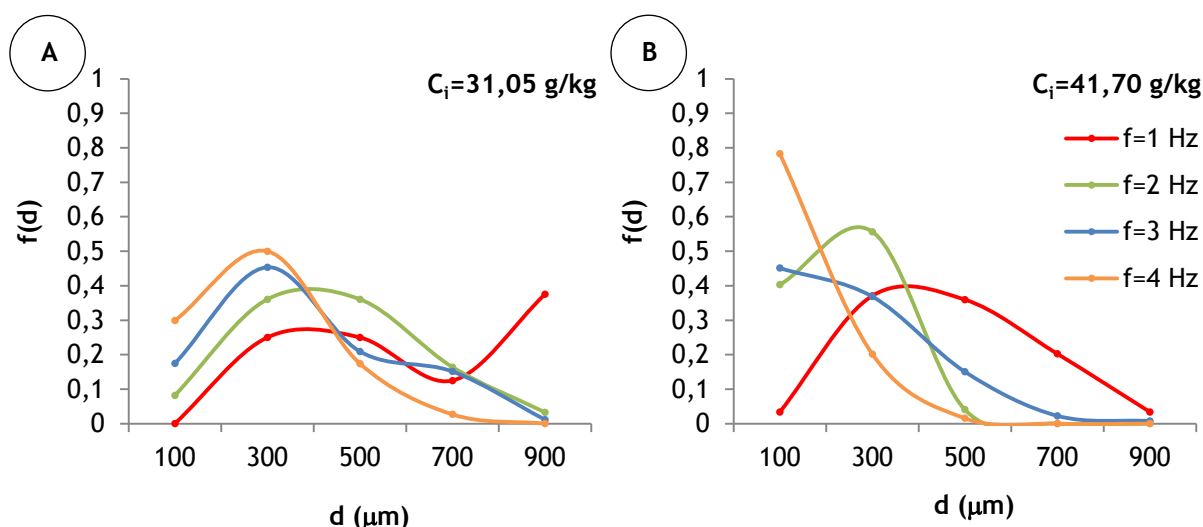 A
C_i=31,05 g/kg
f(d)
1
0,9
0,8
0,7
0,6
0,5
0,4
0,3
0,2
0,1
0
100 300 500 700 900
d (μm)
B
C_i=41,70 g/kg
f(d)
1
0,9
0,8
0,7
0,6
0,5
0,4
0,3
0,2
0,1
0
100 300 500 700 900
d (μm)
f=1 Hz
f=2 Hz
f=3 Hz
f=4 Hz